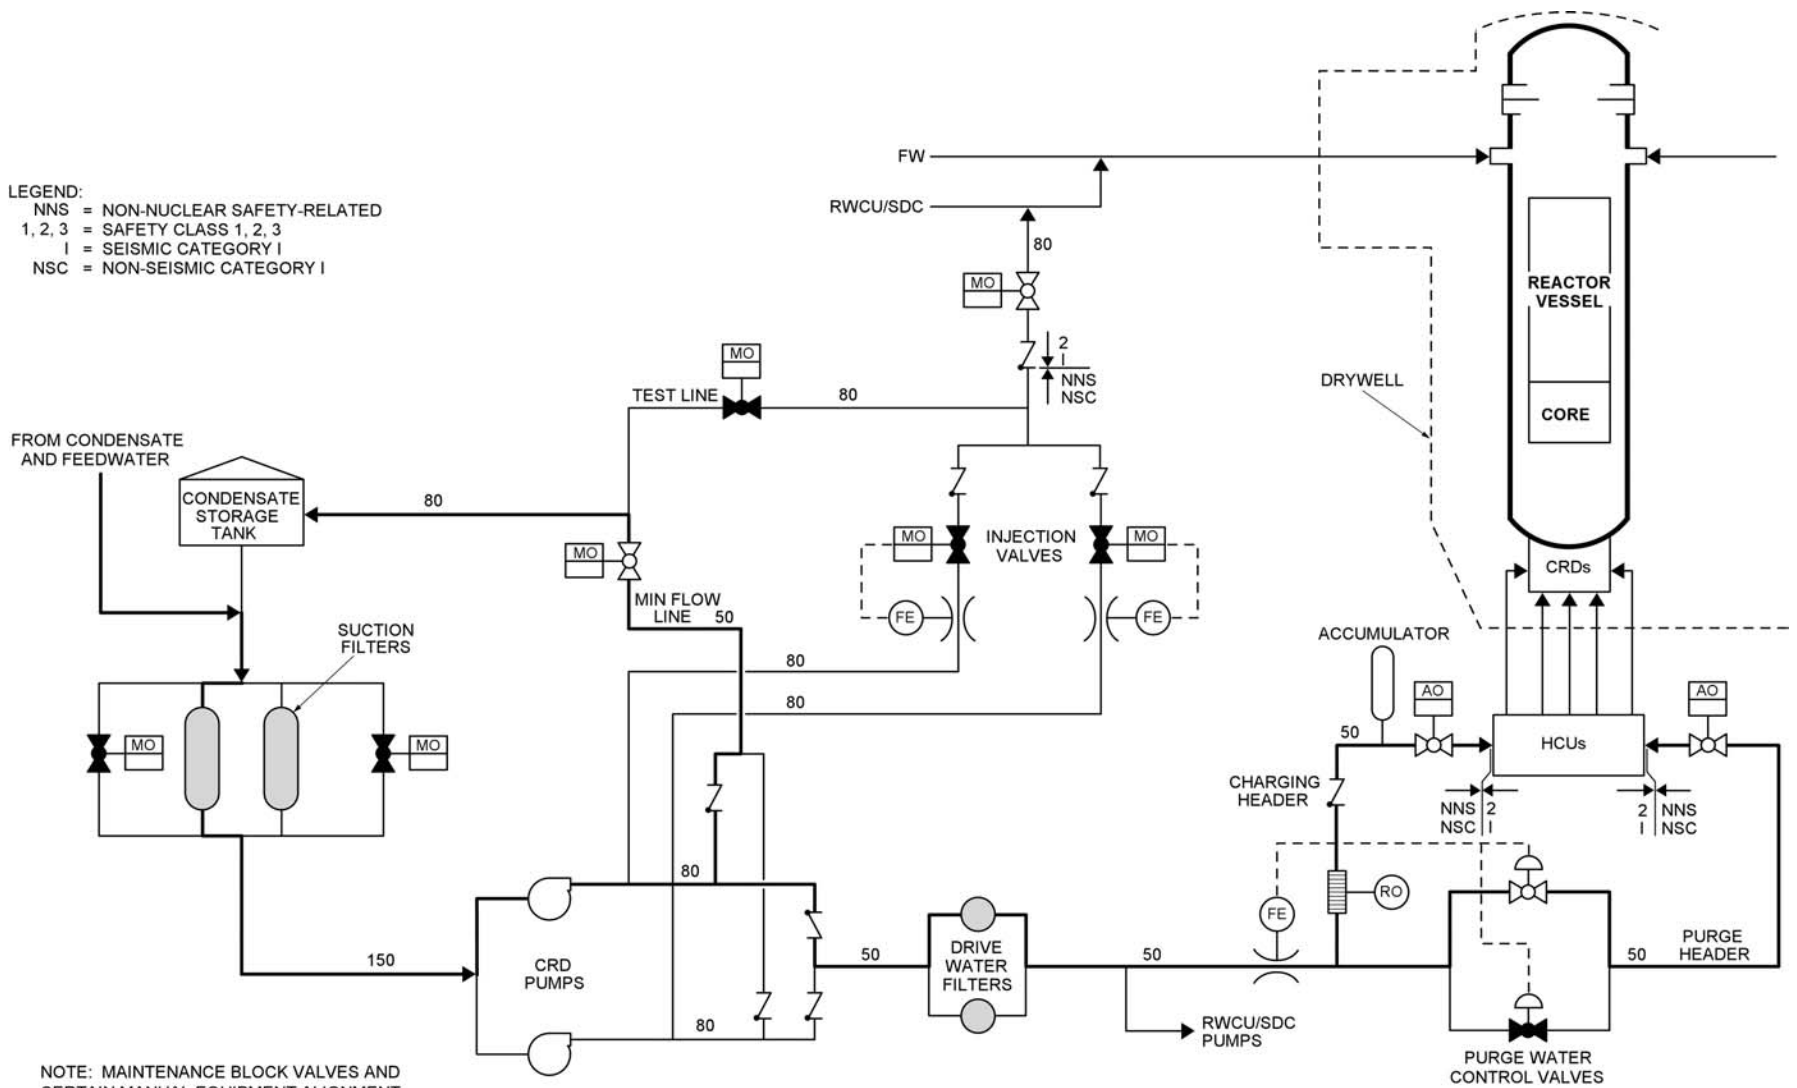 FW
LEGEND:
NNS = NON-NUCLEAR SAFETY-RELATED
1, 2, 3 = SAFETY CLASS 1, 2, 3
I = SEISMIC CATEGORY I
NSC = NON-SEISMIC CATEGORY I
RWCU/SDC
80
MO
REACTOR
VESSEL
2
I
NNS
NSC
MO
TEST LINE
80
DRYWELL
CORE
FROM CONDENSATE
AND FEEDWATER
CONDENSATE
STORAGE
TANK
80
MO
MO
INJECTION
VALVES
MO
CRDs
MIN FLOW
LINE
50
FE
FE
SUCTION
FILTERS
80
80
ACCUMULATOR
AO
AO
MO
MO
50
HCUs
CHARGING
HEADER
NNS
NSC
2
I
2
I
NNS
NSC
80
RO
FE
150
CRD
PUMPS
50
DRIVE
WATER
FILTERS
50
50
PURGE
HEADER
80
RWCU/SDC
PUMPS
PURGE WATER
CONTROL VALVES
NOTE: MAINTENANCE BLOCK VALVES AND